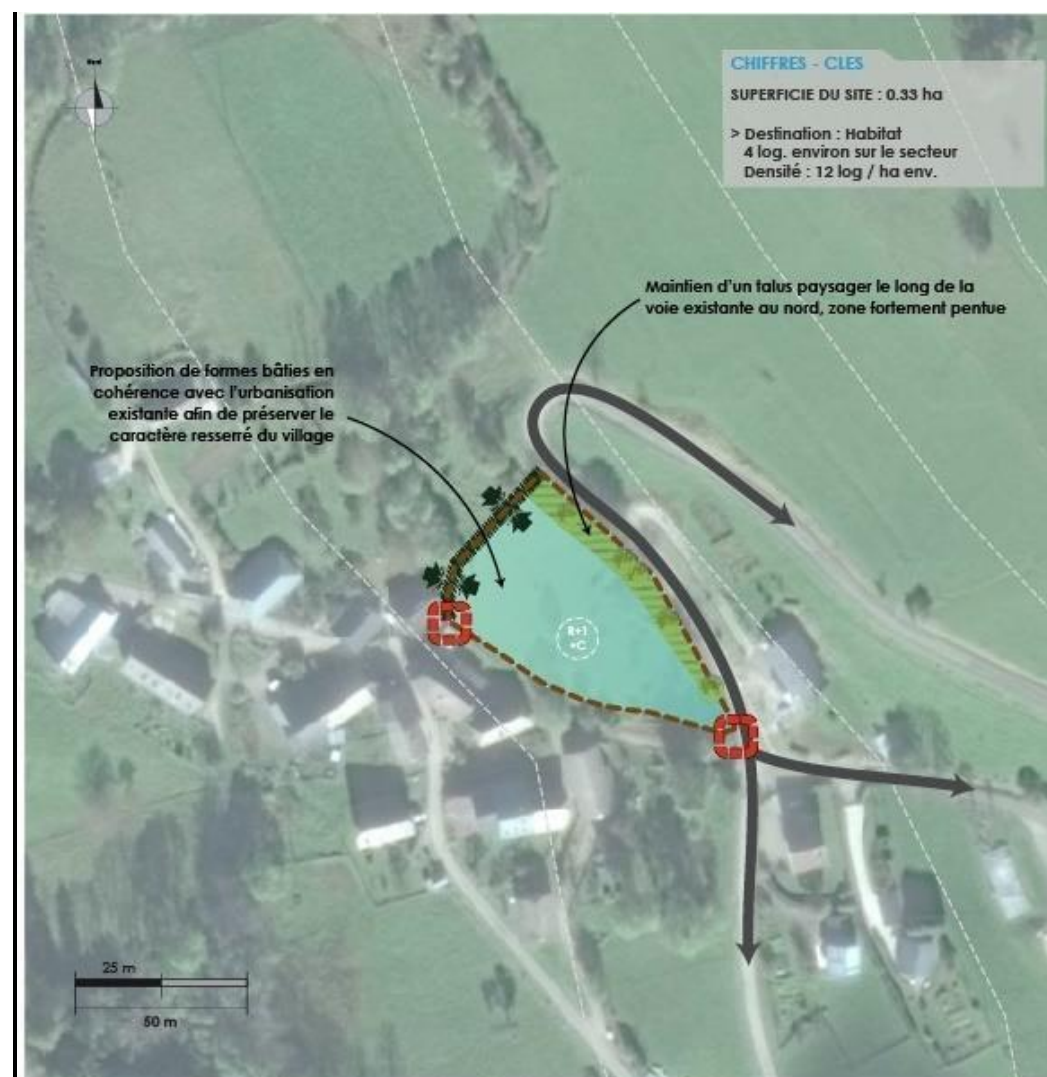 Nord
CHIFFRES - CLES
SUPERFICIE DU SITE : 0.33 ha
> Destination : Habitat
4 log. environ sur le secteur
Densité : 12 log / ha env.
Maintien d'un talus paysager le long de la
voie existante au nord, zone fortement pentue
Proposition de formes bâties en
cohérence avec l'urbanisation
existante afin de préserver le
caractère resserré du village
R+1
+C
25 m
50 m